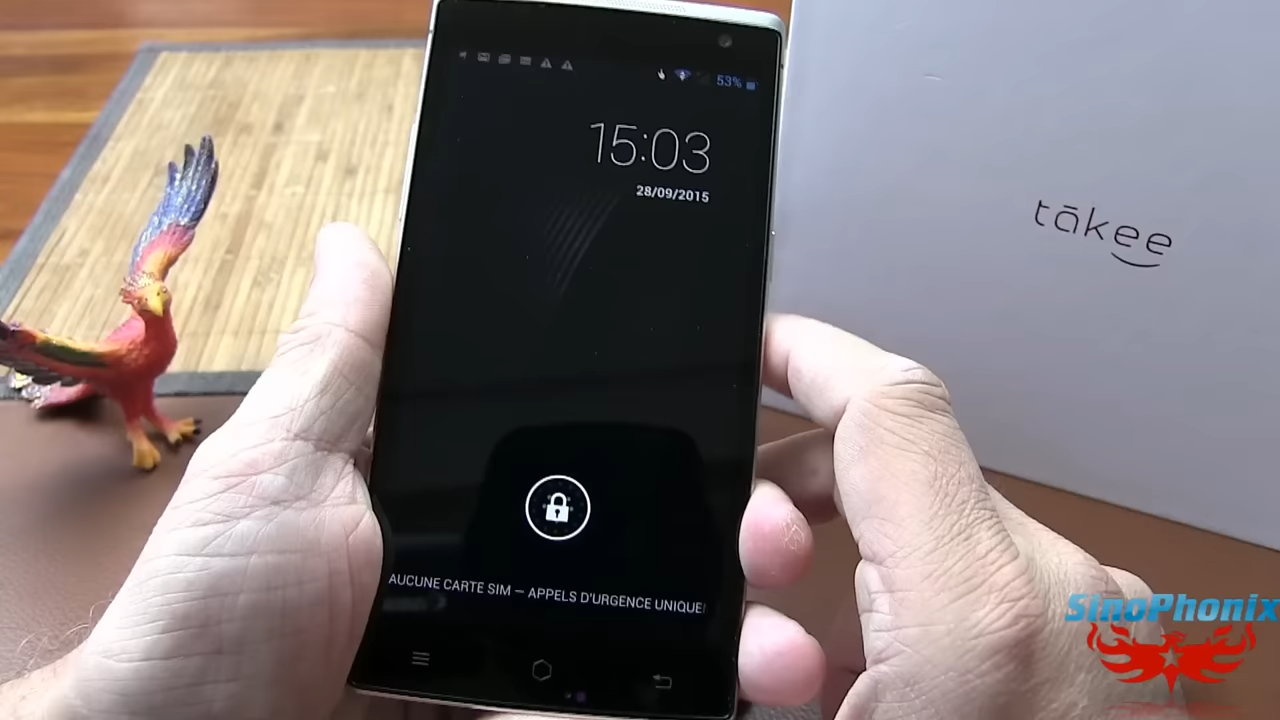 53%
15:03
28/09/2015
tākee
AUCUNE CARTE SIM — APPELS D'URGENCE UNIQUE
SinoPhonix